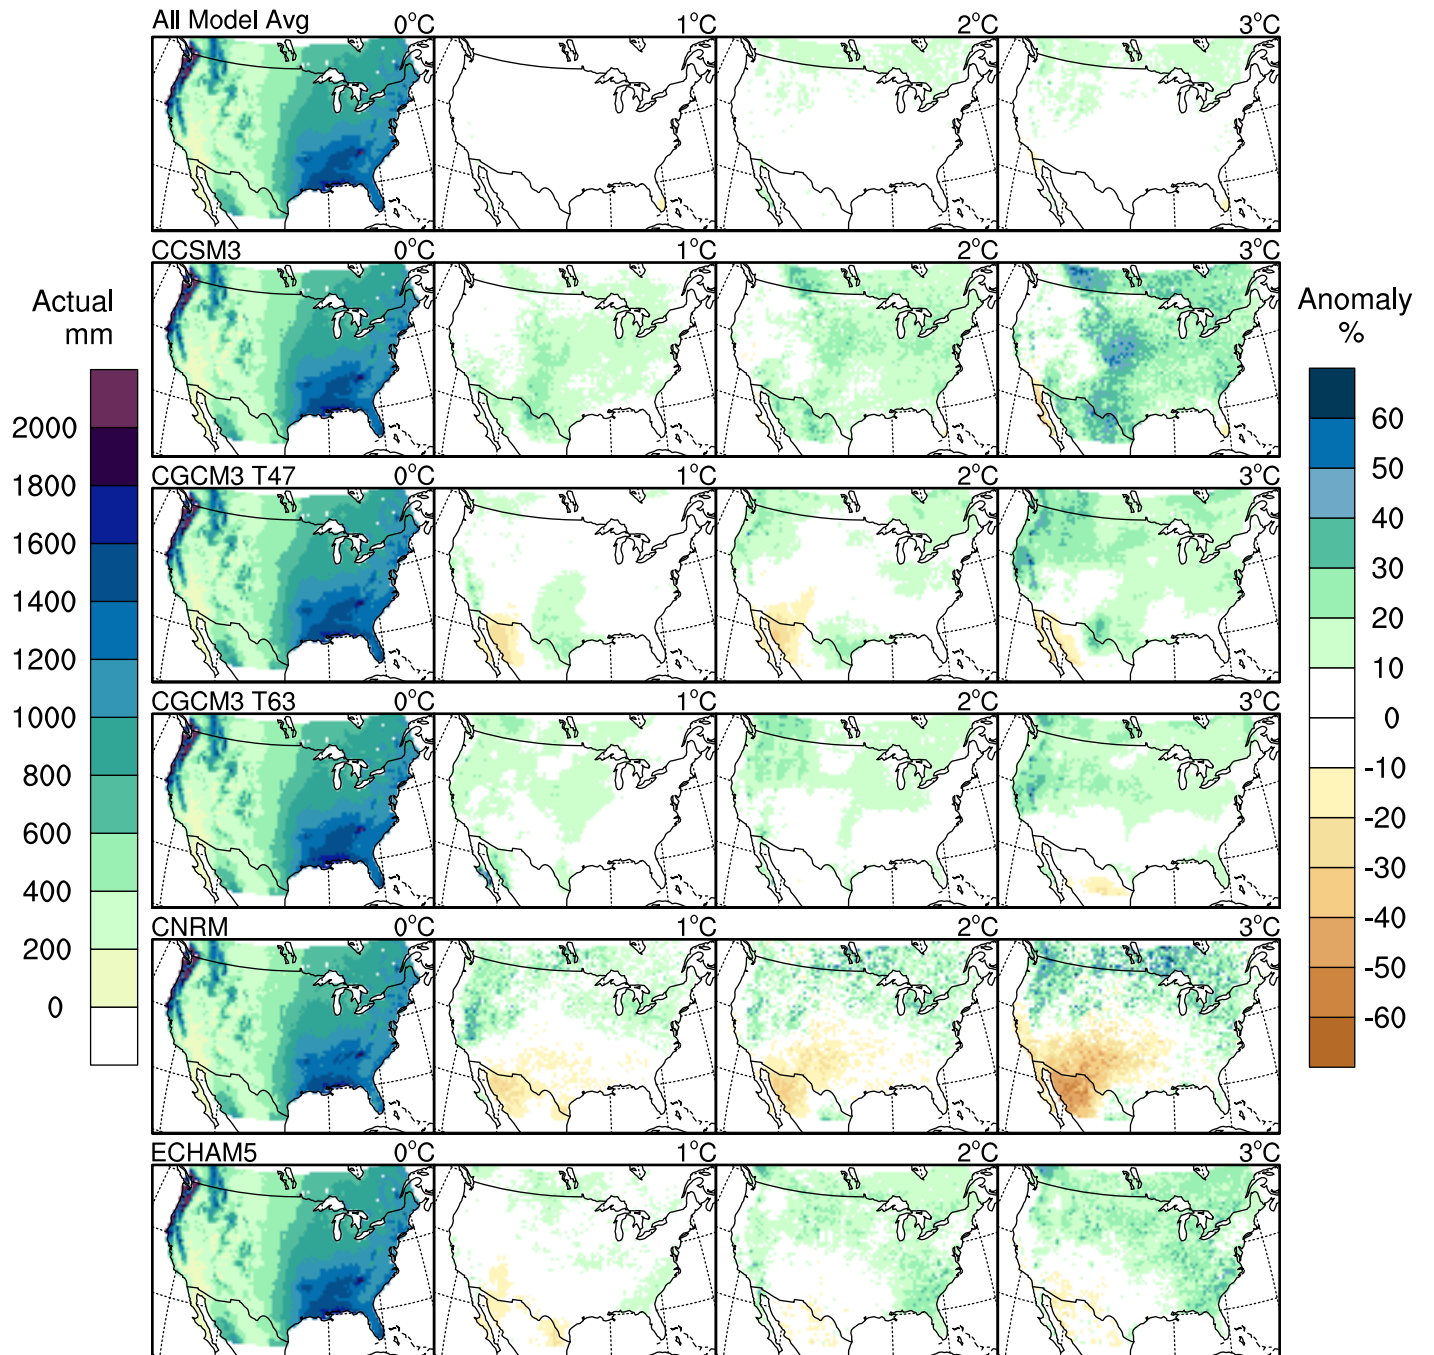 All Model Avg 0°C 1°C 2°C 3°C
CCSM3 0°C 1°C 2°C 3°C
CGCM3 T47 0°C 1°C 2°C 3°C
CGCM3 T63 0°C 1°C 2°C 3°C
CNRM 0°C 1°C 2°C 3°C
ECHAM5 0°C 1°C 2°C 3°C
Actual
mm
2000
1800
1600
1400
1200
1000
800
600
400
200
0
Anomaly
%
60
50
40
30
20
10
0
-10
-20
-30
-40
-50
-60